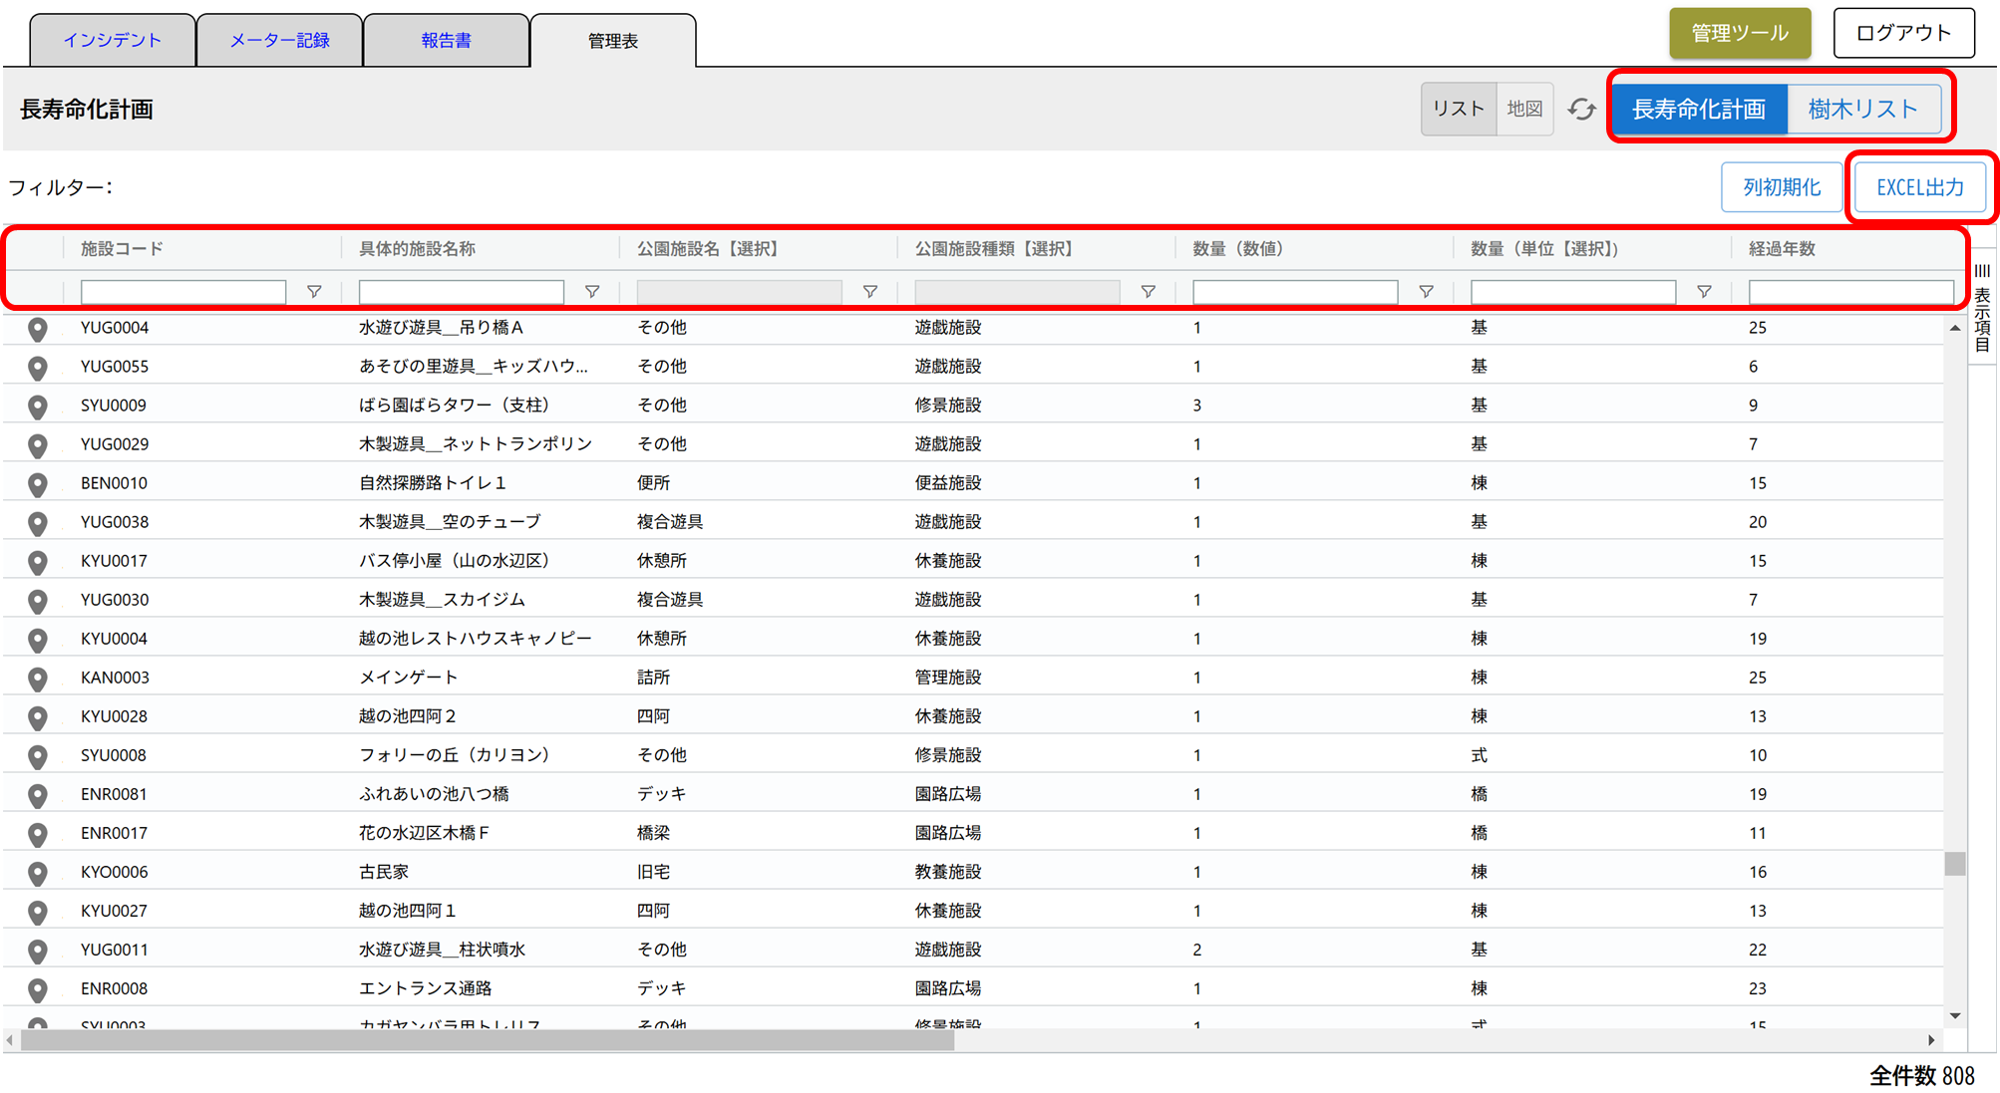 インシデント メーター記録 報告書 管理表 管理ツール ログアウト
長寿命化計画 リスト 地図 長寿命化計画 樹木リスト
フィルター： 列初期化 EXCEL出力
施設コード 具体的施設名称 公園施設名【選択】 公園施設種類【選択】 数量（数値） 数量（単位【選択】) 経過年数
表示項目
YUG0004 水遊び遊具＿吊り橋Ａ その他 遊戯施設 1 基 25
YUG0055 あそびの里遊具＿キッズハウ... その他 遊戯施設 1 基 6
SYU0009 ばら園ばらタワー（支柱） その他 修景施設 3 基 9
YUG0029 木製遊具＿ネットトランポリン その他 遊戯施設 1 基 7
BEN0010 自然探勝路トイレ１ 便所 便益施設 1 棟 15
YUG0038 木製遊具＿空のチューブ 複合遊具 遊戯施設 1 基 20
KYU0017 バス停小屋（山の水辺区） 休憩所 休養施設 1 棟 15
YUG0030 木製遊具＿スカイジム 複合遊具 遊戯施設 1 基 7
KYU0004 越の池レストハウスキャノピー 休憩所 休養施設 1 棟 19
KAN0003 メインゲート 詰所 管理施設 1 棟 25
KYU0028 越の池四阿２ 四阿 休養施設 1 棟 13
SYU0008 フォリーの丘（カリヨン） その他 修景施設 1 式 10
ENR0081 ふれあいの池八つ橋 デッキ 園路広場 1 橋 19
ENR0017 花の水辺区木橋Ｆ 橋梁 園路広場 1 橋 11
KYO0006 古民家 旧宅 教養施設 1 棟 16
KYU0027 越の池四阿１ 四阿 休養施設 1 棟 13
YUG0011 水遊び遊具＿柱状噴水 その他 遊戯施設 2 基 22
ENR0008 エントランス通路 デッキ 園路広場 1 棟 23
SYU0003 カガヤンバラ用トレリス その他 修景施設 1 式 15
全件数 808